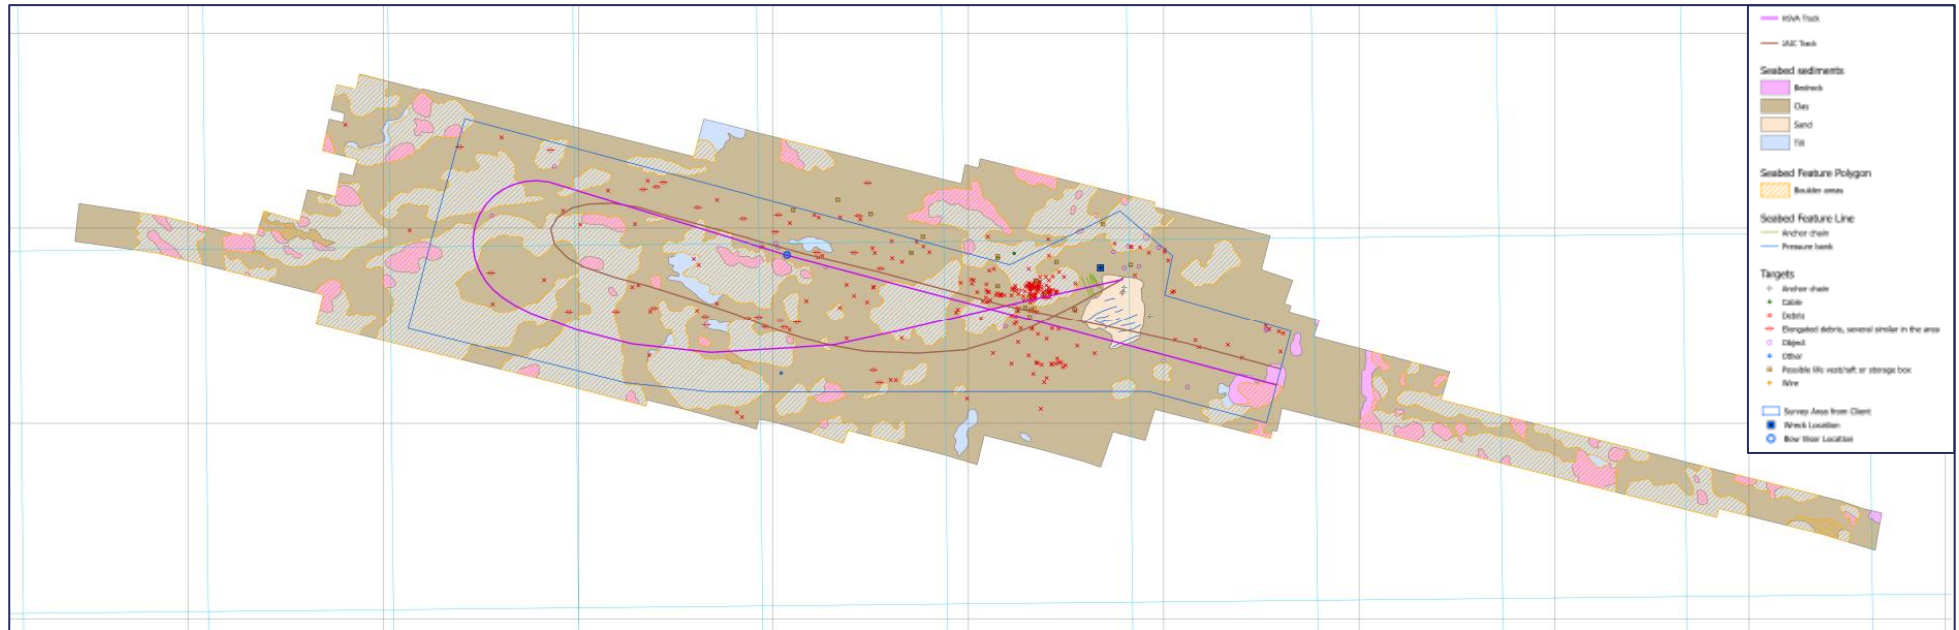 HSVA Track
JAIC Track
Seabed sediments
Bedrock
Clay
Sand
Till
Seabed Feature Polygon
Boulder areas
Seabed Feature Line
Anchor chain
Pressure bank
Targets
Anchor chain
Cable
Debris
Elongated debris, several similar in the area
Object
Other
Possible life vest/raft or storage box
Wire
Survey Area from Client
Wreck Location
Bow Visor Location